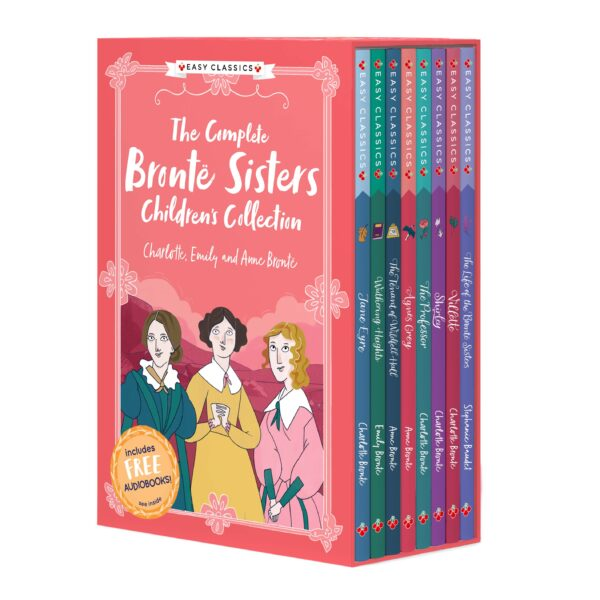 EASY CLASSICS
The Complete
Brontë Sisters
Children's Collection
Charlotte, Emily and Anne Brontë
includes
FREE
AUDIOBOOKS!
see inside
EASY CLASSICS
Jane Eyre
Charlotte Brontë
EASY CLASSICS
Wuthering Heights
Emily Brontë
EASY CLASSICS
The Tenant of Wildfell Hall
Anne Brontë
EASY CLASSICS
Agnes Grey
Anne Brontë
EASY CLASSICS
The Professor
Charlotte Brontë
EASY CLASSICS
Shirley
Charlotte Brontë
EASY CLASSICS
Villette
Charlotte Brontë
EASY CLASSICS
The Life of the Brontë Sisters
Stephanie Baudet